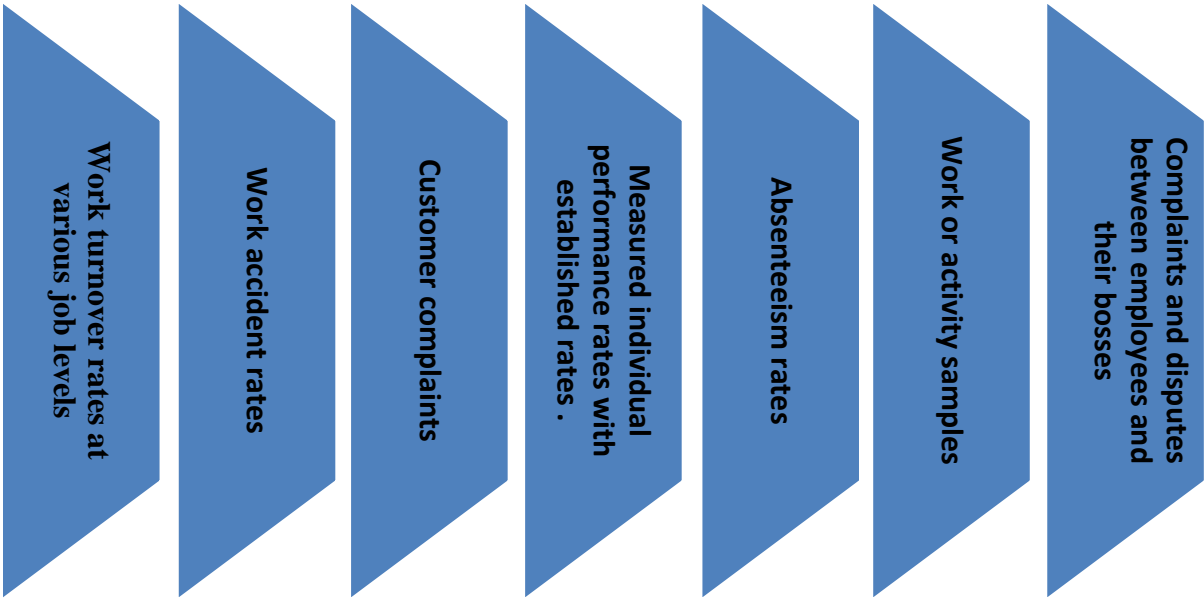 Complaints and disputes
between employees and
their bosses
Work or activity samples
Absenteeism rates
Measured individual
performance rates with
established rates .
Customer complaints
Work accident rates
Work turnover rates at
various job levels